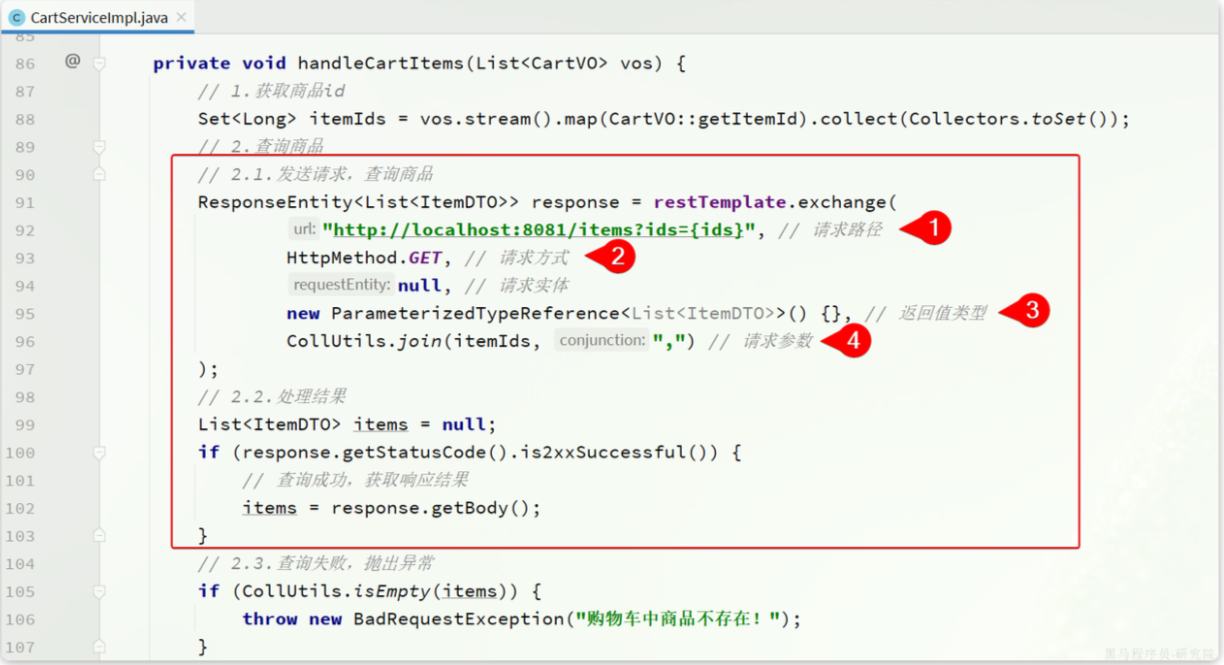 CartServiceImpl.java
85
86 @ private void handleCartItems(List<CartVO> vos) {
87 // 1.获取商品id
88 Set<Long> itemIds = vos.stream().map(CartVO::getItemId).collect(Collectors.toSet());
89 // 2.查询商品
90 // 2.1.发送请求，查询商品
91 ResponseEntity<List<ItemDTO>> response = restTemplate.exchange(
92 url: "http://localhost:8081/items?ids={ids}", // 请求路径 1
93 HttpMethod.GET, // 请求方式 2
94 requestEntity: null, // 请求实体
95 new ParameterizedTypeReference<List<ItemDTO>>() {}, // 返回值类型 3
96 CollUtils.join(itemIds, conjunction: ",") // 请求参数 4
97 );
98 // 2.2.处理结果
99 List<ItemDTO> items = null;
100 if (response.getStatusCode().is2xxSuccessful()) {
101 // 查询成功，获取响应结果
102 items = response.getBody();
103 }
104 // 2.3.查询失败，抛出异常
105 if (CollUtils.isEmpty(items)) {
106 throw new BadRequestException("购物车中商品不存在！");
107 }
黑马程序员-研究院